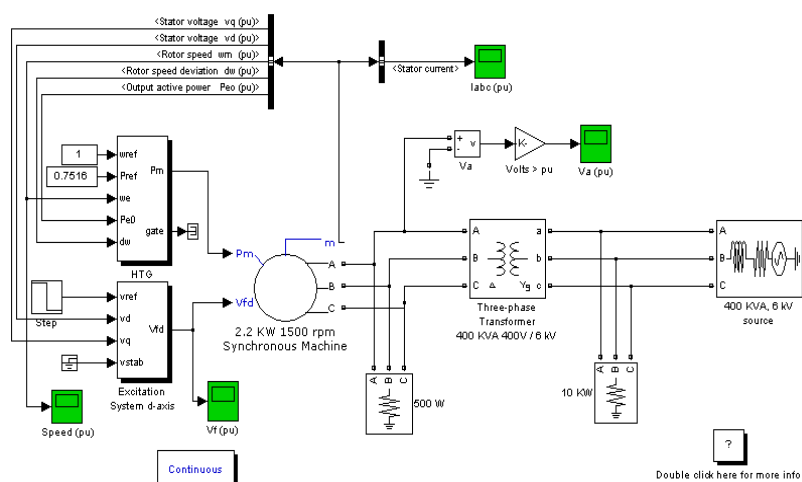 <Stator voltage vq (pu)>
<Stator voltage vd (pu)>
<Rotor speed wm (pu)>
<Rotor speed deviation dw (pu)>
<Output active power Peo (pu)>
<Stator current>
Iabc (pu)
+
-
v
Va
K-
Volts > pu
Va (pu)
1
0.7516
wref
Pref
we
Pe0
dw
Pm
gate
HTG
Pm
Vfd
m
A
B
C
2.2 KW 1500 rpm
Synchronous Machine
A
B
C
a
b
c
Δ
Yg
Three-phase
Transformer
400 KVA 400V / 6 kV
A
B
C
400 KVA, 6 kV
source
Step
vref
vd
vq
vstab
Vfd
Excitation
System d-axis
Speed (pu)
Vf (pu)
A B C
500 W
A B C
10 KW
Continuous
?
Double click here for more info